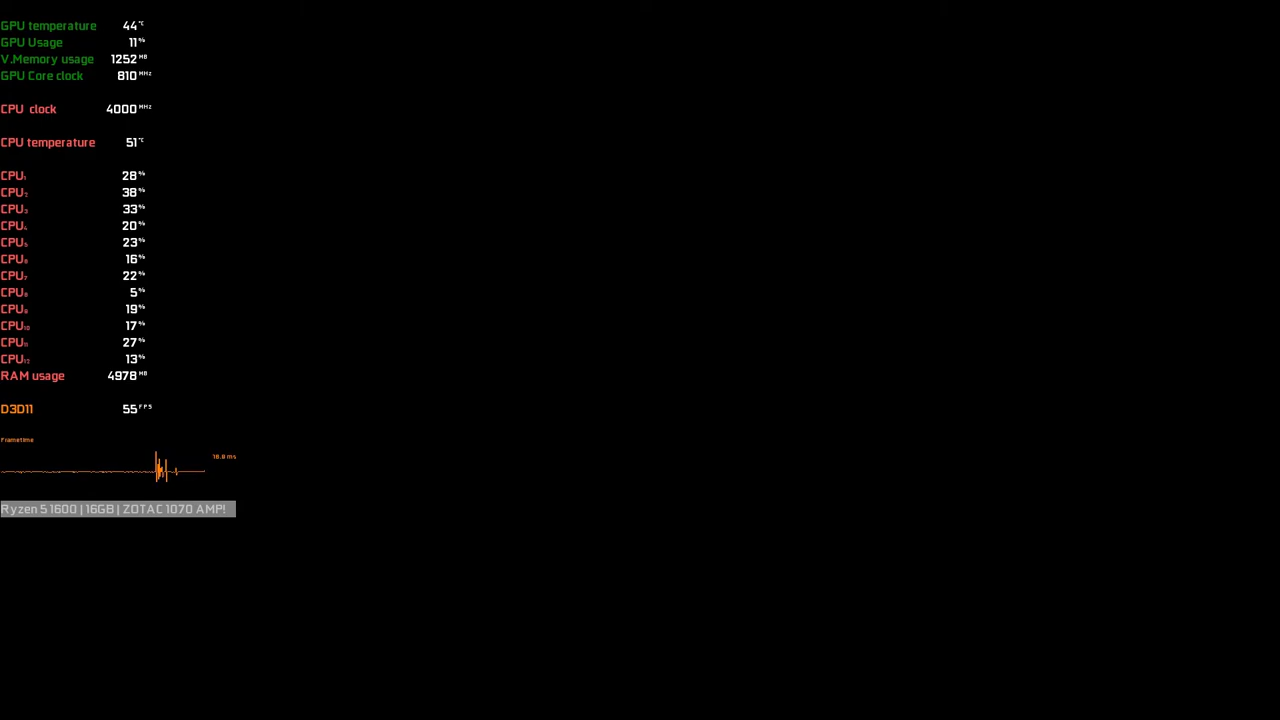 GPU temperature 44 °C
GPU Usage 11 %
V.Memory usage 1252 MB
GPU Core clock 810 MHz
CPU clock 4000 MHz
CPU temperature 51 °C
CPU1 28 %
CPU2 38 %
CPU3 33 %
CPU4 20 %
CPU5 23 %
CPU6 16 %
CPU7 22 %
CPU8 5 %
CPU9 19 %
CPU10 17 %
CPU11 27 %
CPU12 13 %
RAM usage 4978 MB
D3D11 55 FPS
Frametime
ms
Ryzen 5 1600 | 16GB | ZOTAC 1070 AMP!